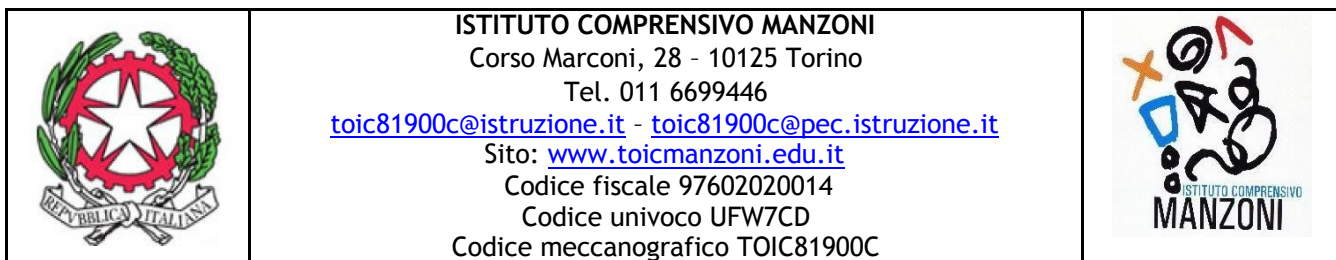 ISTITUTO COMPRENSIVO MANZONI
Corso Marconi, 28 – 10125 Torino
Tel. 011 6699446
toic81900c@istruzione.it – toic81900c@pec.istruzione.it
Sito: www.toicmanzoni.edu.it
Codice fiscale 97602020014
Codice univoco UFW7CD
Codice meccanografico TOIC81900C
REPVBBLICA ITALIANA
ISTITUTO COMPRENSIVO
MANZONI